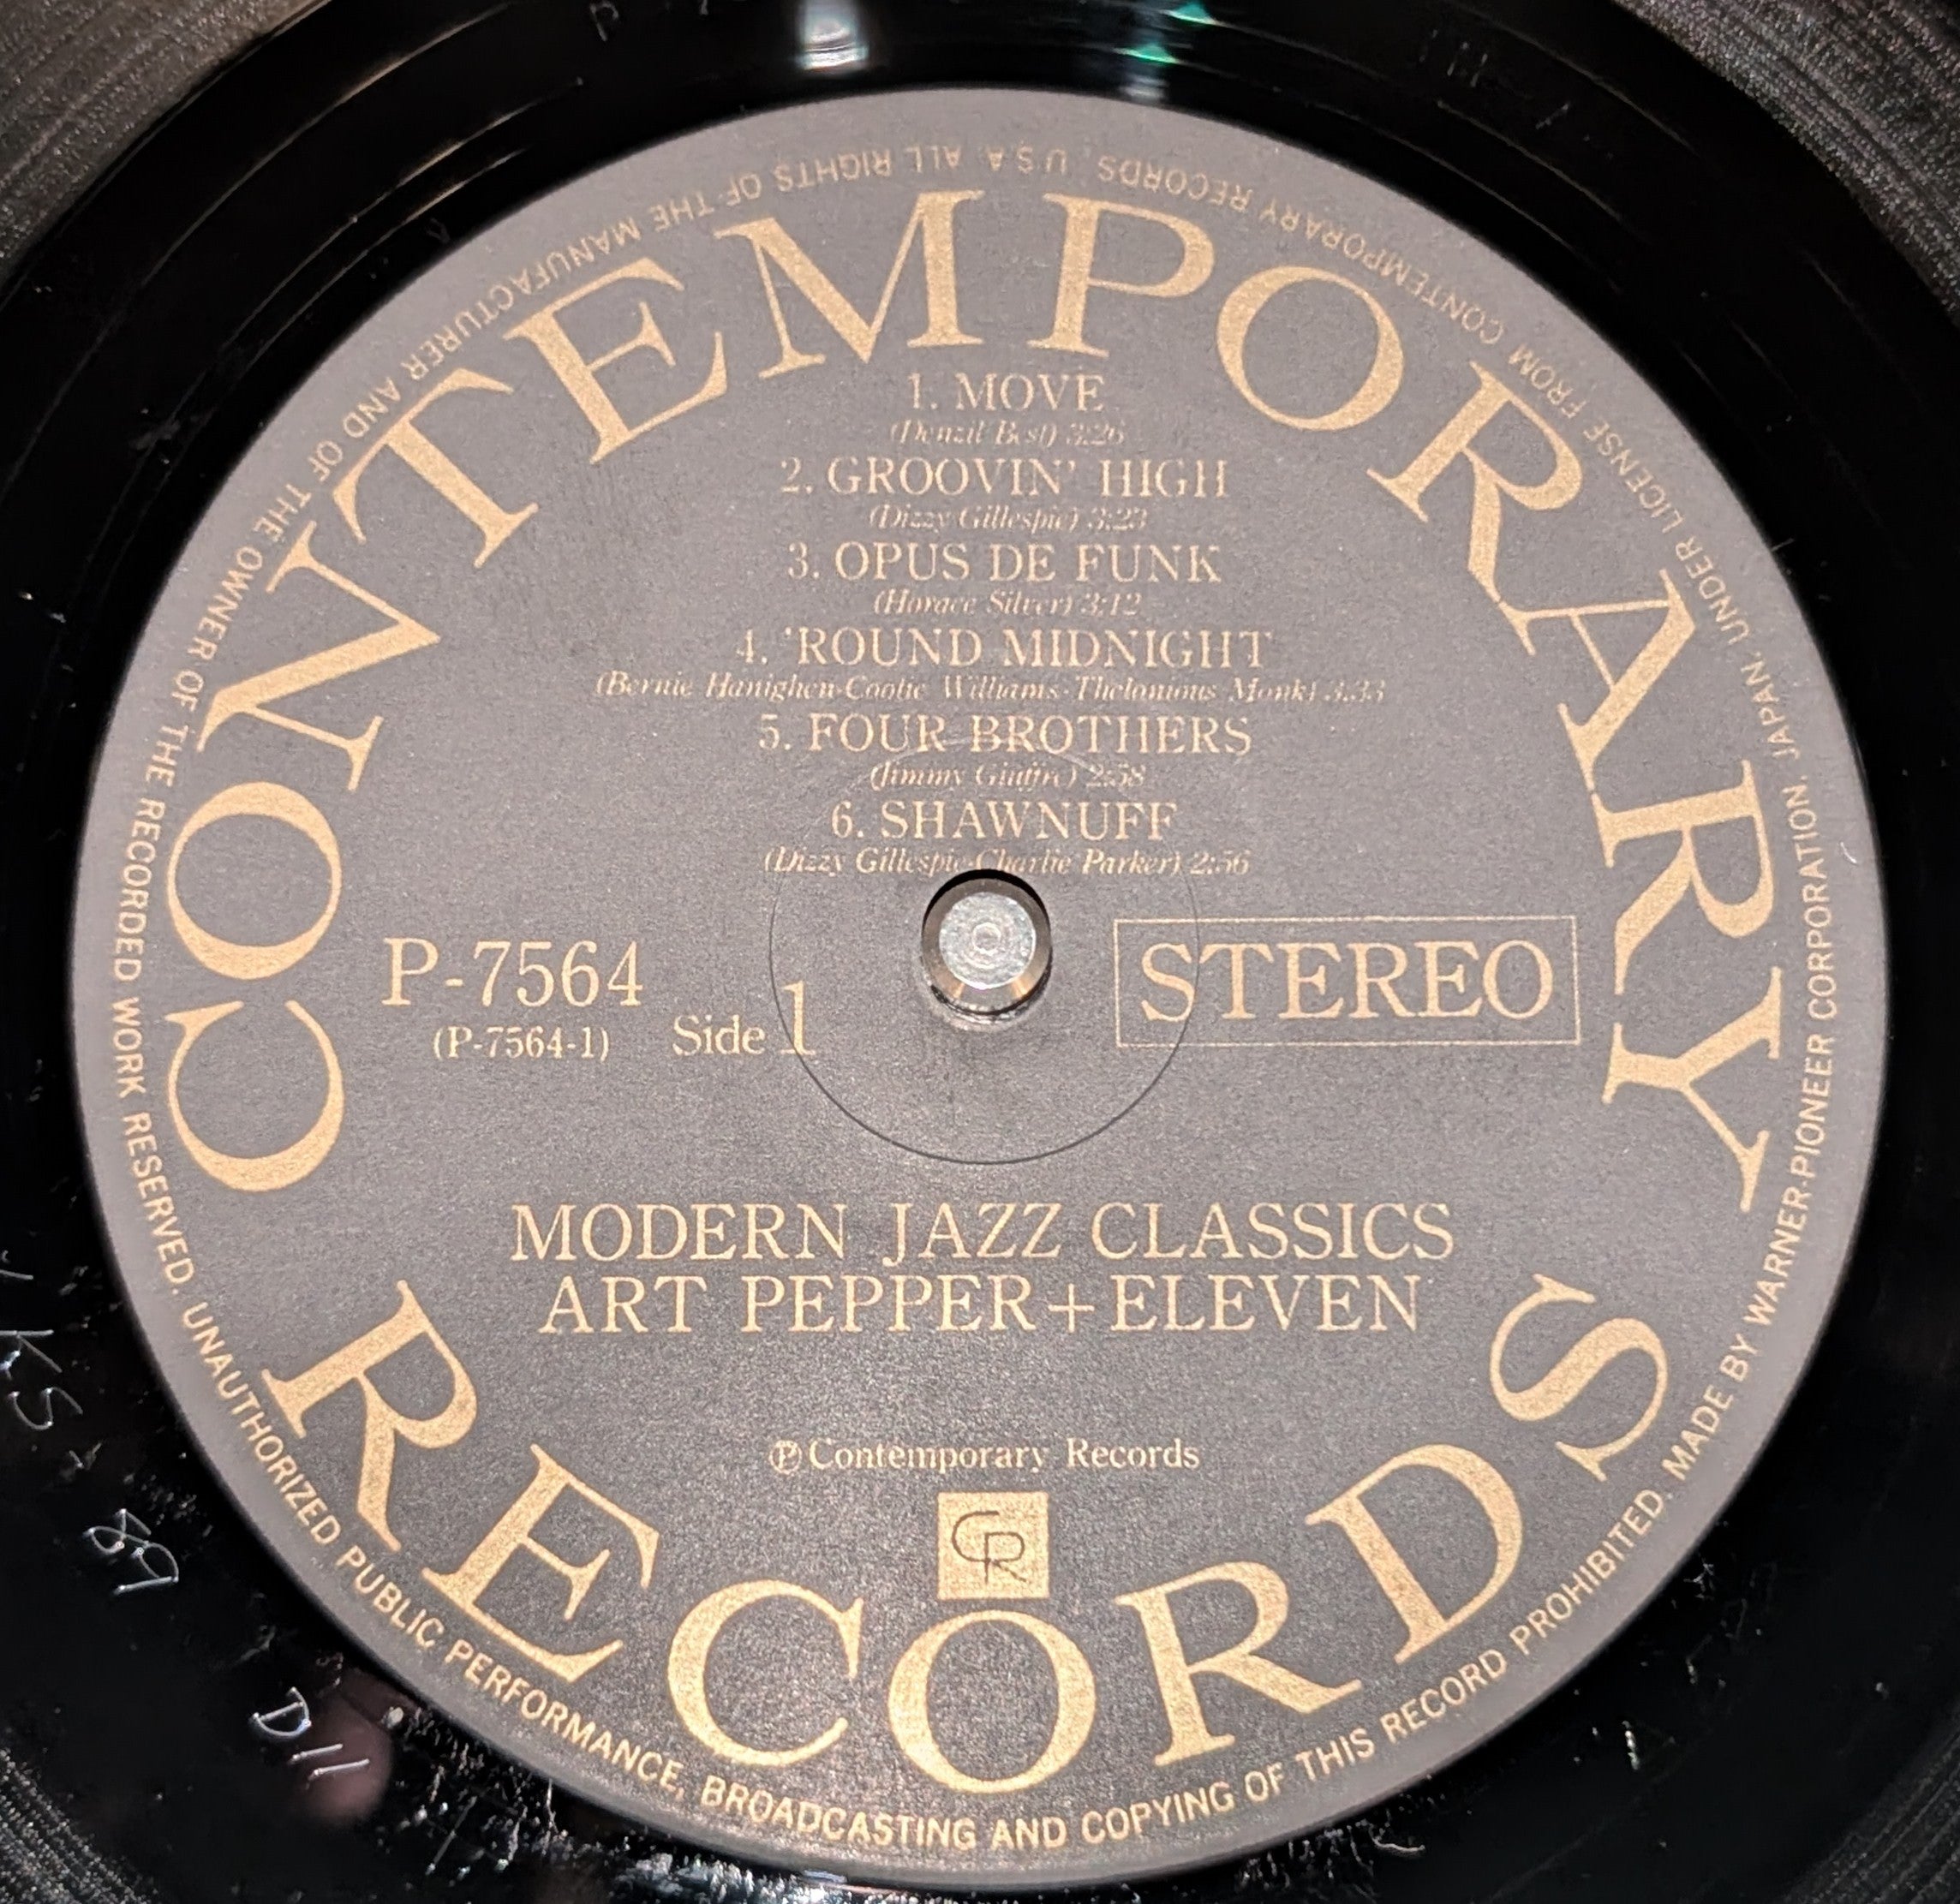 CONTEMPORARY
1. MOVE
(Denzil Best) 3:26
2. GROOVIN' HIGH
(Dizzy Gillespie) 3:23
3. OPUS DE FUNK
(Horace Silver) 3:12
4. 'ROUND MIDNIGHT
(Bernie Hanighen-Cootie Williams-Thelonious Monk) 3:33
5. FOUR BROTHERS
(Jimmy Giuffre) 2:58
6. SHAWNUFF
(Dizzy Gillespie-Charlie Parker) 2:56
P-7564
(P-7564-1) Side 1
STEREO
MODERN JAZZ CLASSICS
ART PEPPER+ELEVEN
ⓅContemporary Records
CR
RECORDS
ALL RIGHTS OF THE MANUFACTURER AND OF THE OWNER OF THE RECORDED WORK RESERVED. UNAUTHORIZED PUBLIC PERFORMANCE, BROADCASTING AND COPYING OF THIS RECORD PROHIBITED. MADE BY WARNER-PIONEER CORPORATION, JAPAN, UNDER LICENSE FROM CONTEMPORARY RECORDS, U.S.A.
KS
D11